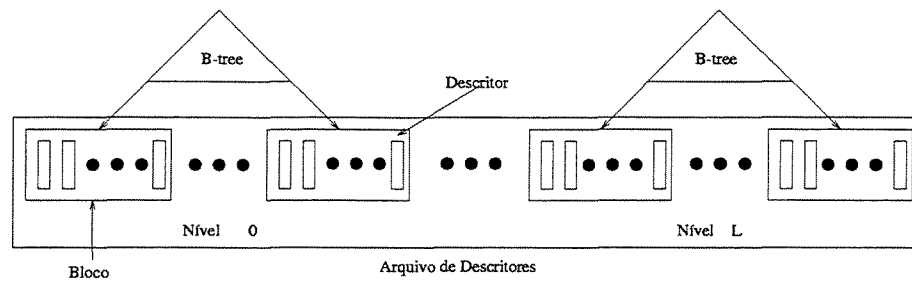 B-tree
B-tree
Descritor
Nível 0
Nível L
Bloco
Arquivo de Descritores